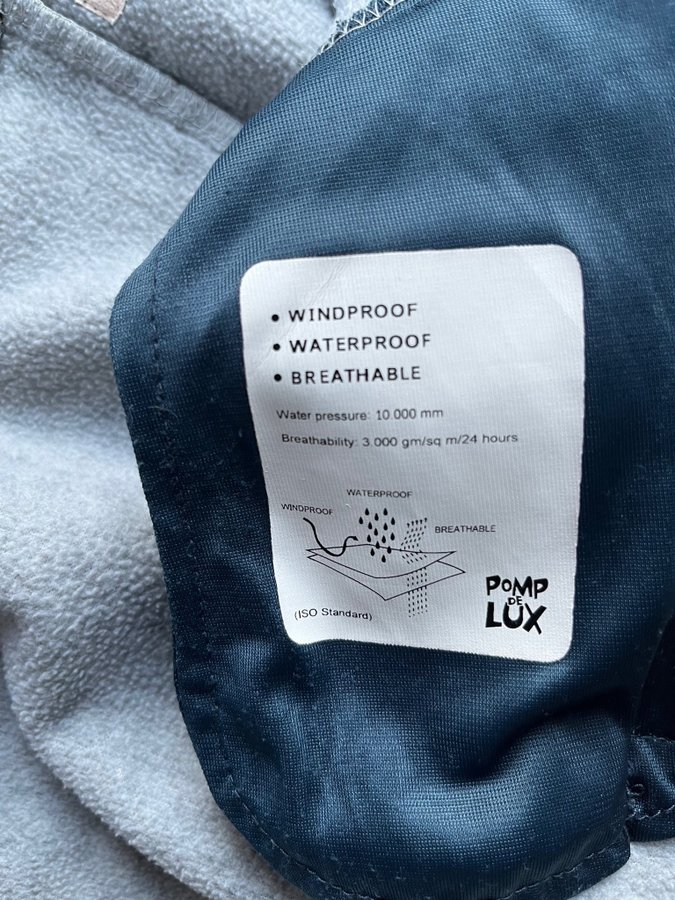 • WINDPROOF
• WATERPROOF
• BREATHABLE
Water pressure: 10.000 mm
Breathability: 3.000 gm/sq m/24 hours
WATERPROOF
WINDPROOF
BREATHABLE
(ISO Standard)
POMP
DE
LUX